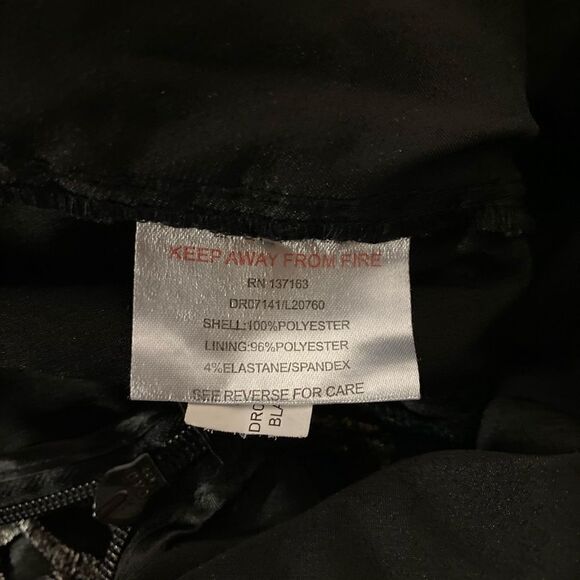 KEEP AWAY FROM FIRE
RN 137163
DR07141/L20760
SHELL:100%POLYESTER
LINING:96%POLYESTER
4%ELASTANE/SPANDEX
SEE REVERSE FOR CARE